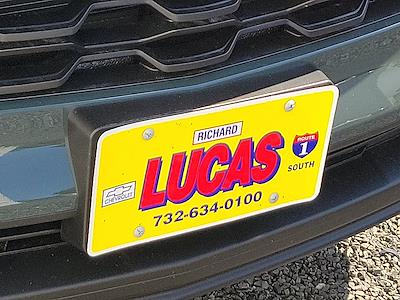 RICHARD
LUCAS
ROUTE
1
SOUTH
CHEVROLET
732-634-0100